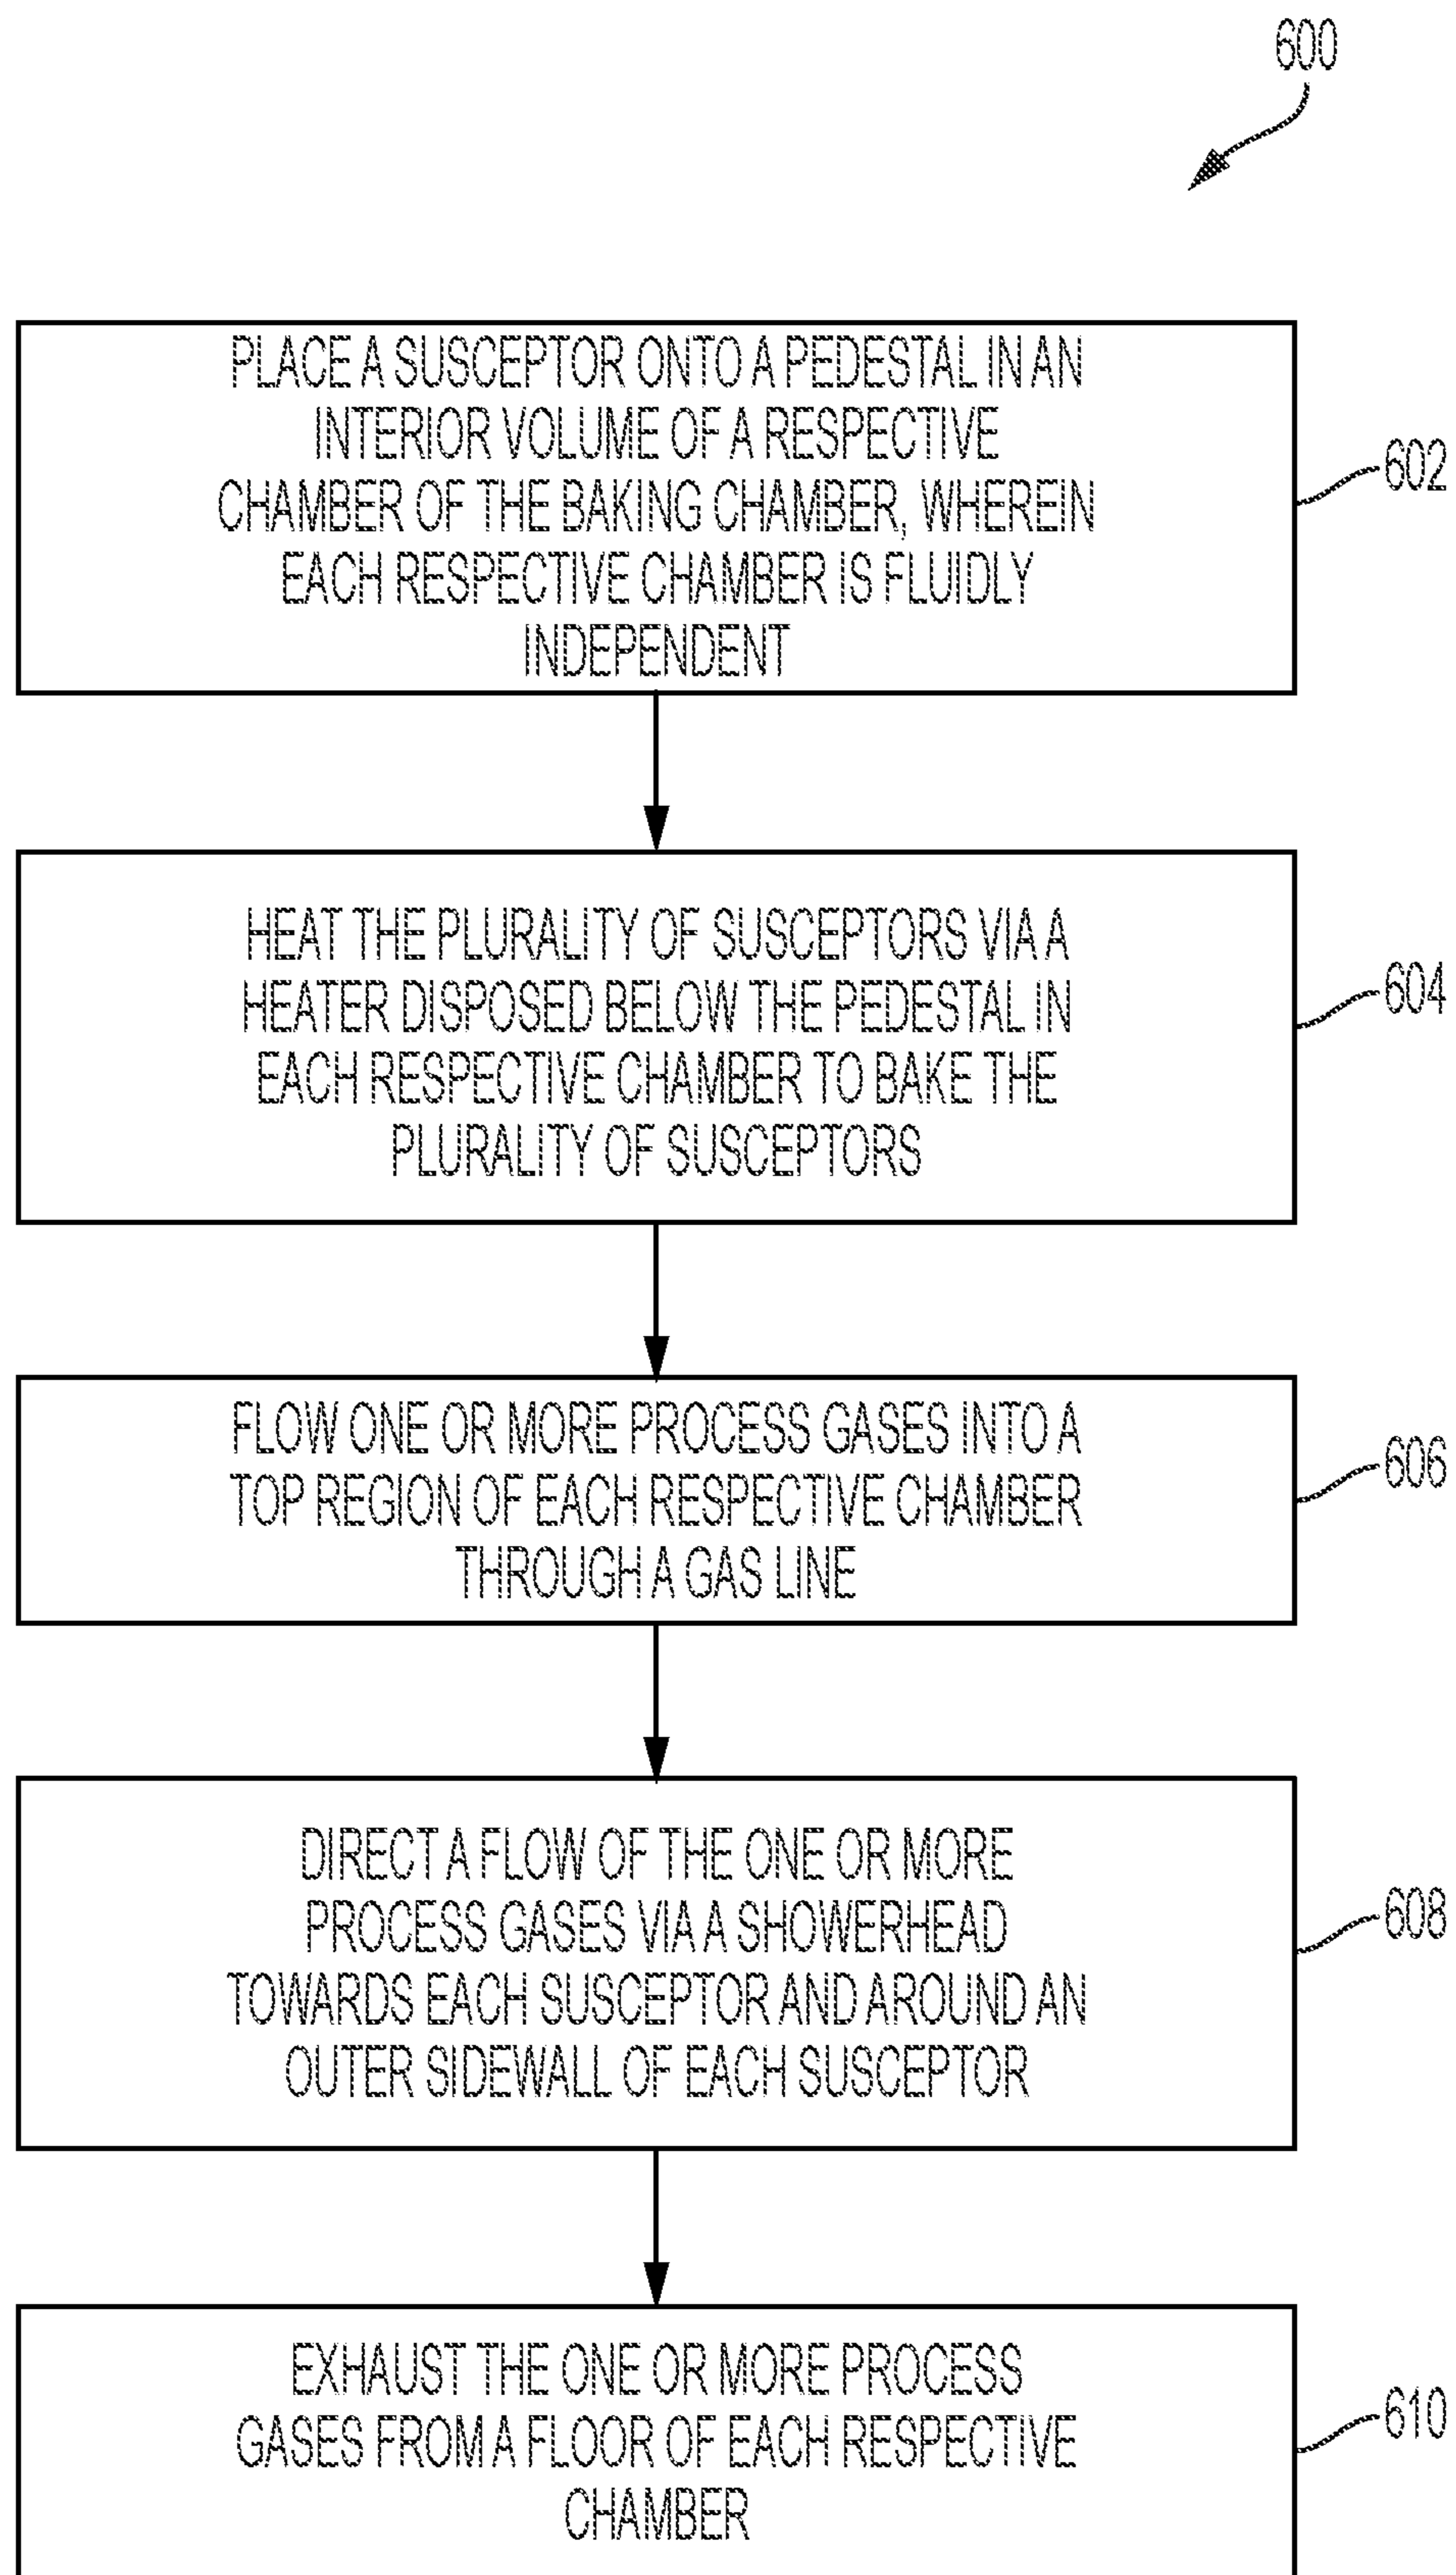 600
PLACE A SUSCEPTOR ONTO A PEDESTAL IN AN
INTERIOR VOLUME OF A RESPECTIVE
CHAMBER OF THE BAKING CHAMBER, WHEREIN
EACH RESPECTIVE CHAMBER IS FLUIDLY
INDEPENDENT
602
HEAT THE PLURALITY OF SUSCEPTORS VIA A
HEATER DISPOSED BELOW THE PEDESTAL IN
EACH RESPECTIVE CHAMBER TO BAKE THE
PLURALITY OF SUSCEPTORS
604
FLOW ONE OR MORE PROCESS GASES INTO A
TOP REGION OF EACH RESPECTIVE CHAMBER
THROUGH A GAS LINE
606
DIRECT A FLOW OF THE ONE OR MORE
PROCESS GASES VIA A SHOWERHEAD
TOWARDS EACH SUSCEPTOR AND AROUND AN
OUTER SIDEWALL OF EACH SUSCEPTOR
608
EXHAUST THE ONE OR MORE PROCESS
GASES FROM A FLOOR OF EACH RESPECTIVE
CHAMBER
610